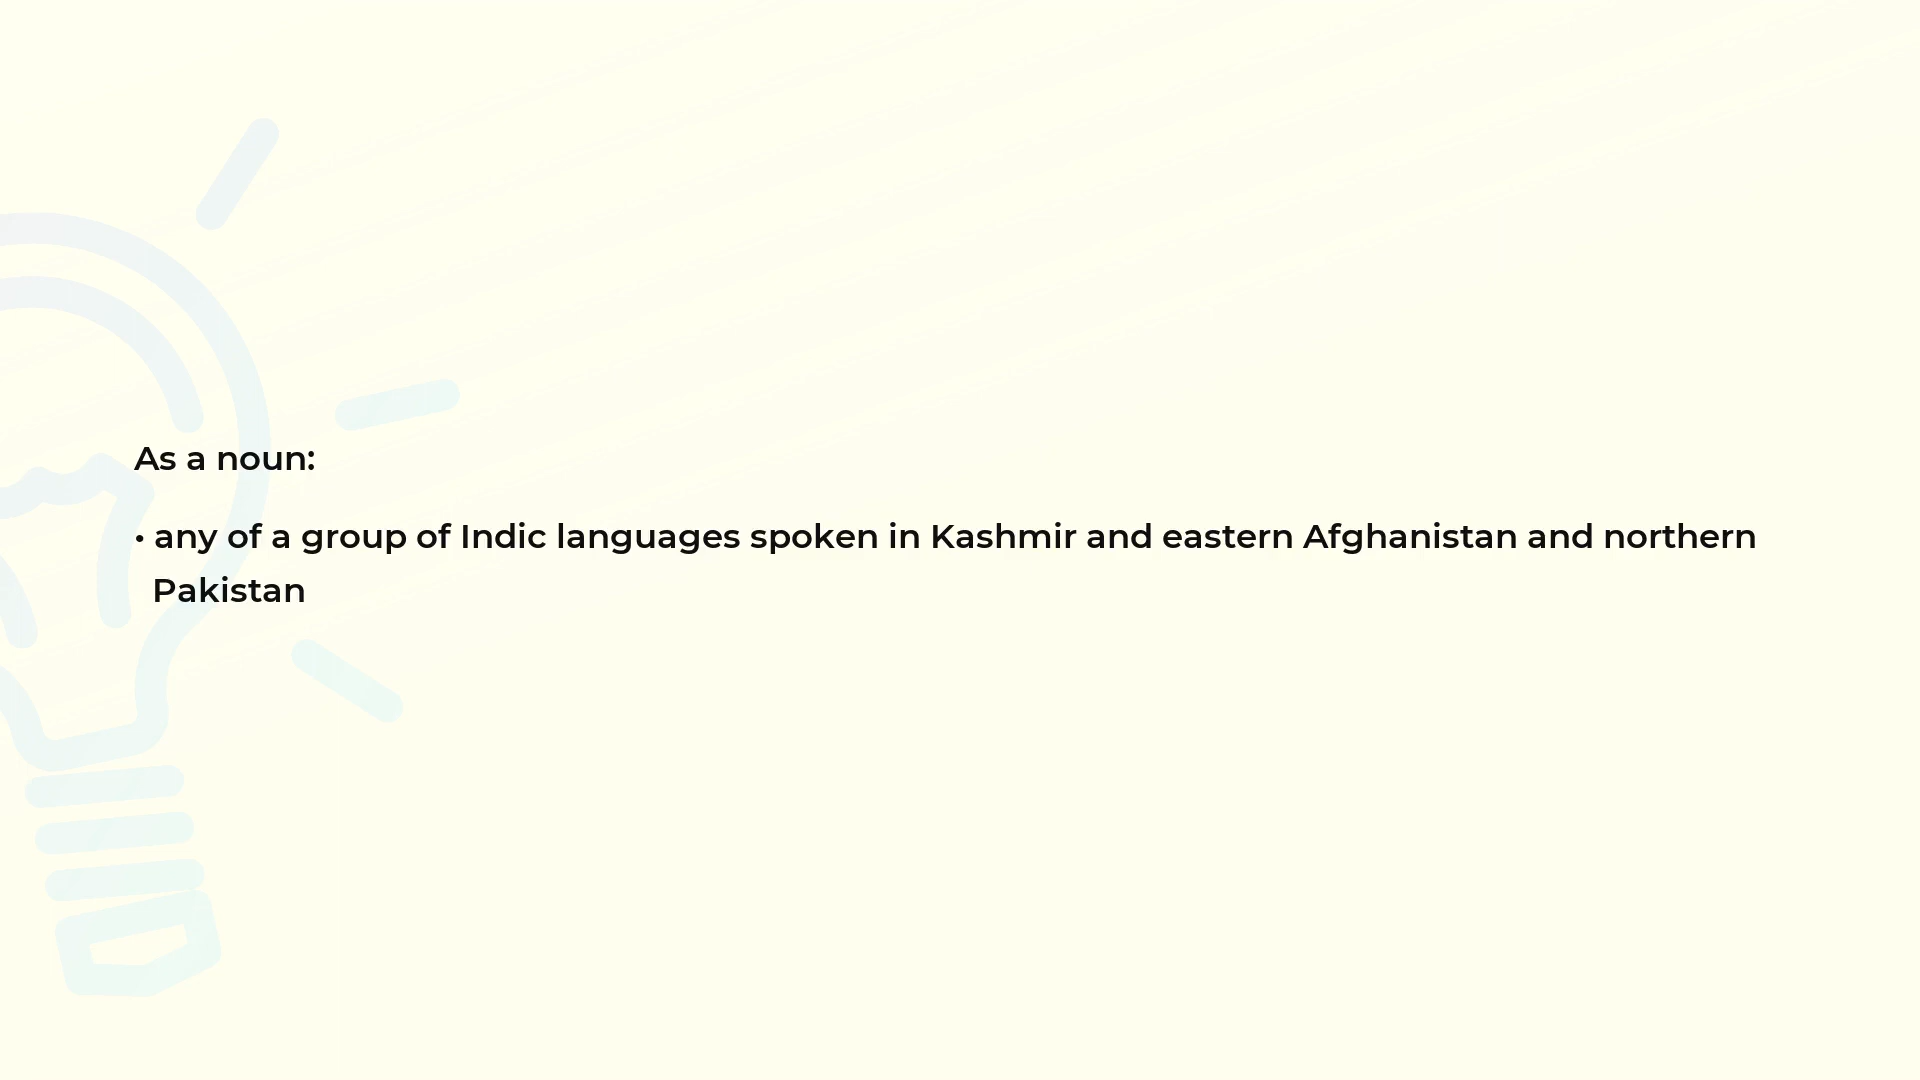 As a noun:
• any of a group of Indic languages spoken in Kashmir and eastern Afghanistan and northern
Pakistan